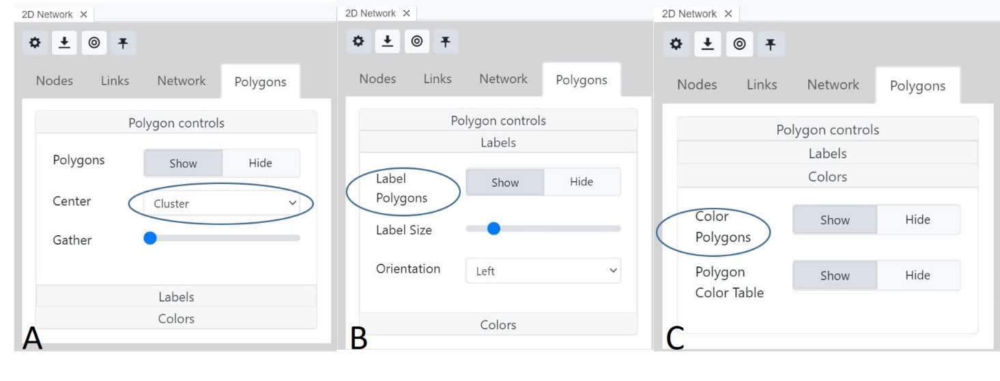 2D Network ×
Nodes Links Network Polygons
Polygon controls
Polygons Show Hide
Center Cluster
Gather
Labels
Colors
A
2D Network ×
Nodes Links Network Polygons
Polygon controls
Labels
Label
Polygons
Show Hide
Label Size
Orientation Left
Colors
B
2D Network ×
Nodes Links Network Polygons
Polygon controls
Labels
Colors
Color
Polygons
Show Hide
Polygon
Color Table
Show Hide
C